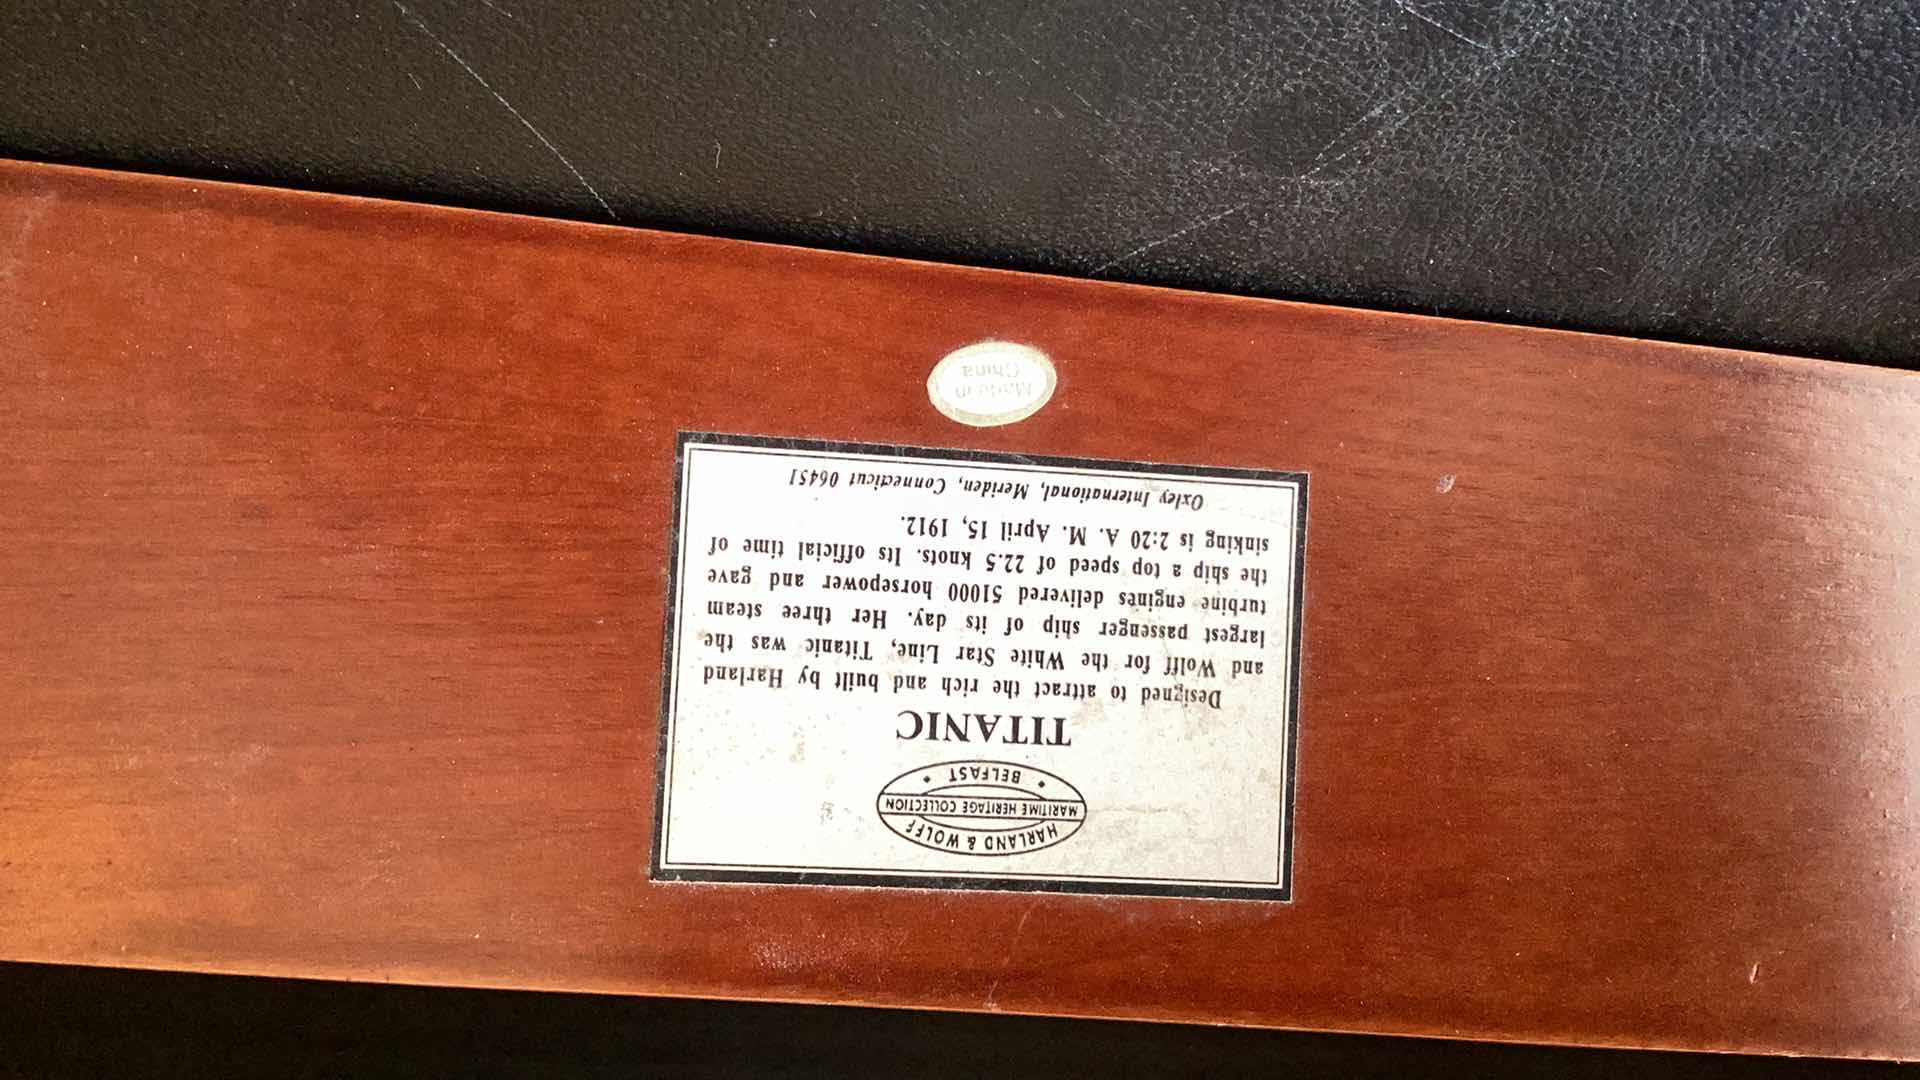 HARLAND & WOLFF
MARITIME HERITAGE COLLECTION
• BELFAST •
TITANIC
Designed to attract the rich and built by Harland
and Wolff for the White Star Line, Titanic was the
largest passenger ship of its day. Her three steam
turbine engines delivered 51000 horsepower and gave
the ship a top speed of 22.5 knots. Its official time of
sinking is 2:20 A. M. April 15, 1912.
Oxley International, Meriden, Connecticut 06451
Made in
China